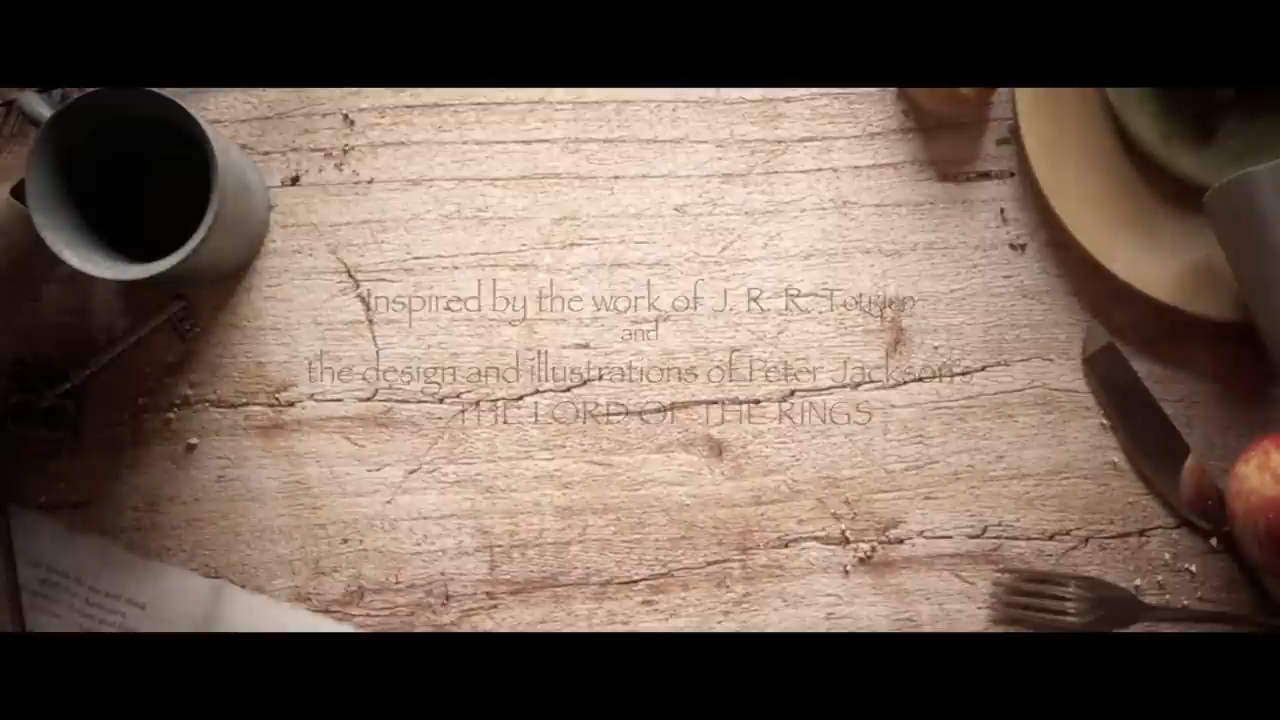 Inspired by the work of J. R. R. Tolkien
and
the design and illustrations of Peter Jackson's
THE LORD OF THE RINGS